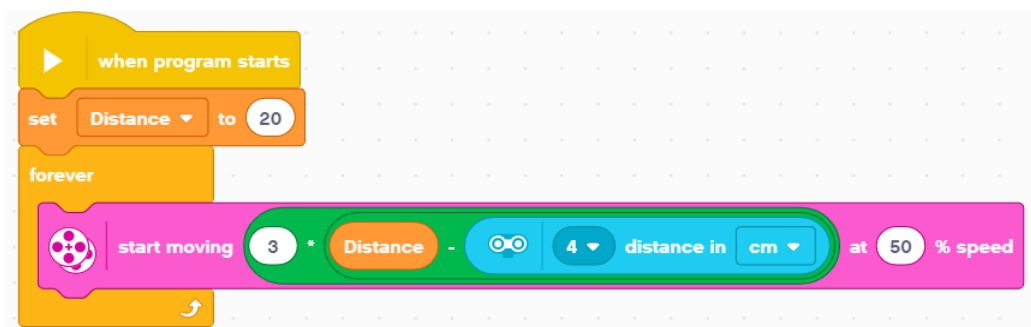 when program starts
set Distance to 20
forever
start moving 3 * Distance - 4 distance in cm at 50 % speed